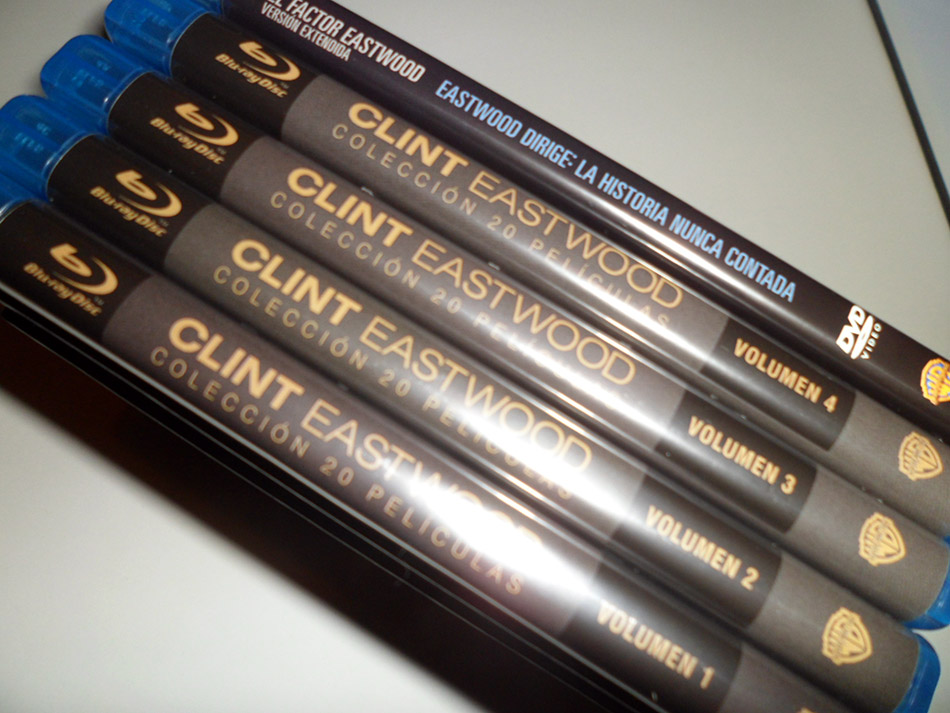 EL FACTOR EASTWOOD
VERSIÓN EXTENDIDA
EASTWOOD DIRIGE: LA HISTORIA NUNCA CONTADA
DVD
VIDEO
Blu-ray Disc
CLINT EASTWOOD
COLECCIÓN 20 PELÍCULAS
VOLUMEN 4
Blu-ray Disc
CLINT EASTWOOD
COLECCIÓN 20 PELÍCULAS
VOLUMEN 3
Blu-ray Disc
CLINT EASTWOOD
COLECCIÓN 20 PELÍCULAS
VOLUMEN 2
Blu-ray Disc
CLINT EASTWOOD
COLECCIÓN 20 PELÍCULAS
VOLUMEN 1